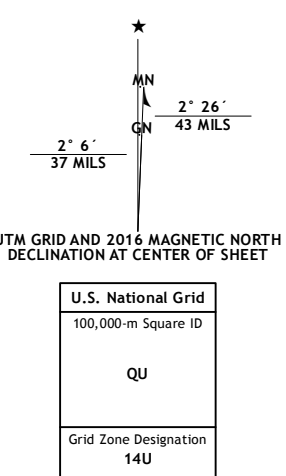 ★
MN
GN
2° 26´
43 MILS
2° 6´
37 MILS
UTM GRID AND 2016 MAGNETIC NORTH
DECLINATION AT CENTER OF SHEET
U.S. National Grid
100,000-m Square ID
QU
Grid Zone Designation
14U